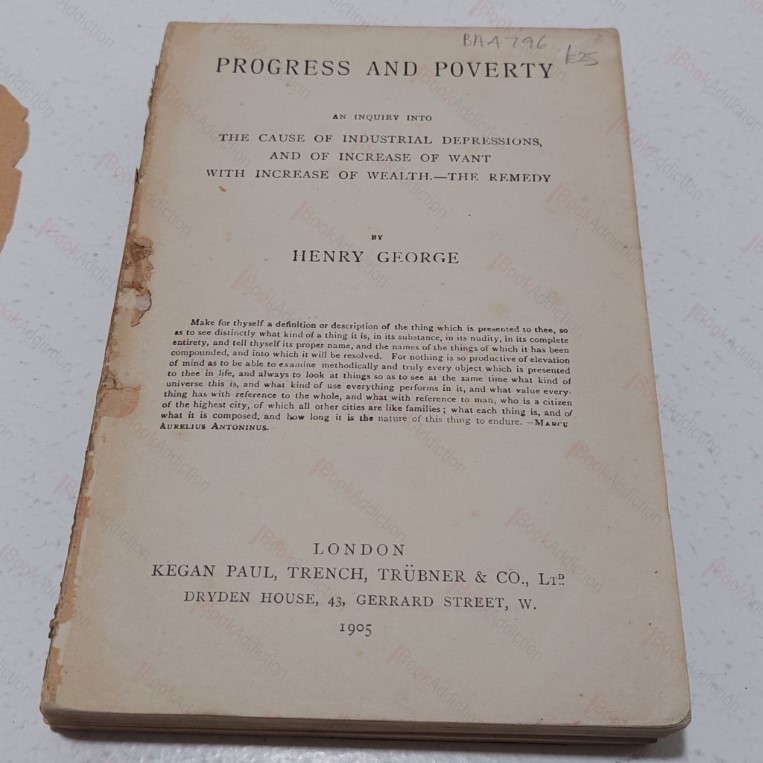 BAA796
£25
PROGRESS AND POVERTY
AN INQUIRY INTO
THE CAUSE OF INDUSTRIAL DEPRESSIONS,
AND OF INCREASE OF WANT
WITH INCREASE OF WEALTH.—THE REMEDY
BY
HENRY GEORGE
Make for thyself a definition or description of the thing which is presented to thee, so
as to see distinctly what kind of a thing it is, in its substance, in its nudity, in its complete
entirety, and tell thyself its proper name, and the names of the things of which it has been
compounded, and into which it will be resolved. For nothing is so productive of elevation
of mind as to be able to examine methodically and truly every object which is presented
to thee in life, and always to look at things so as to see at the same time what kind of
universe this is, and what kind of use everything performs in it, and what value every-
thing has with reference to the whole, and what with reference to man, who is a citizen
of the highest city, of which all other cities are like families; what each thing is, and of
what it is composed, and how long it is the nature of this thing to endure. —MARCU
AURELIUS ANTONINUS.
LONDON
KEGAN PAUL, TRENCH, TRÜBNER & CO., LTD.
DRYDEN HOUSE, 43, GERRARD STREET, W.
1905
BookAddiction